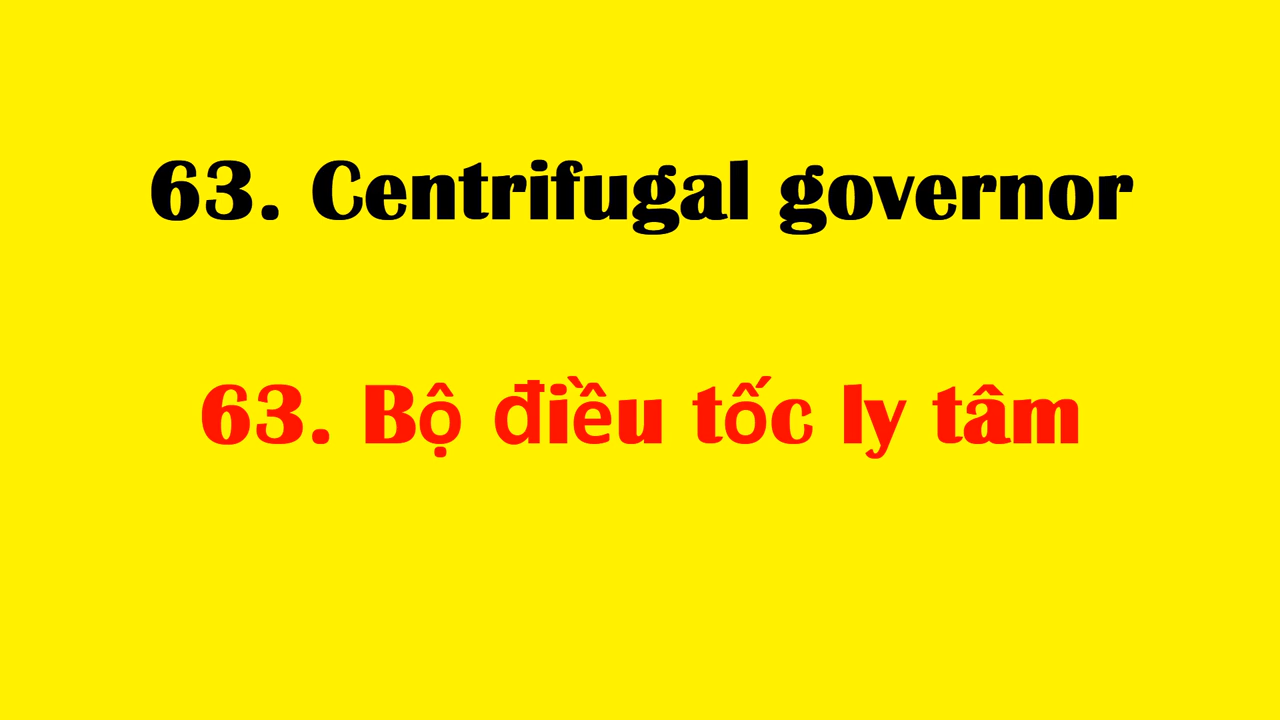 63. Centrifugal governor
63. Bộ điều tốc ly tâm